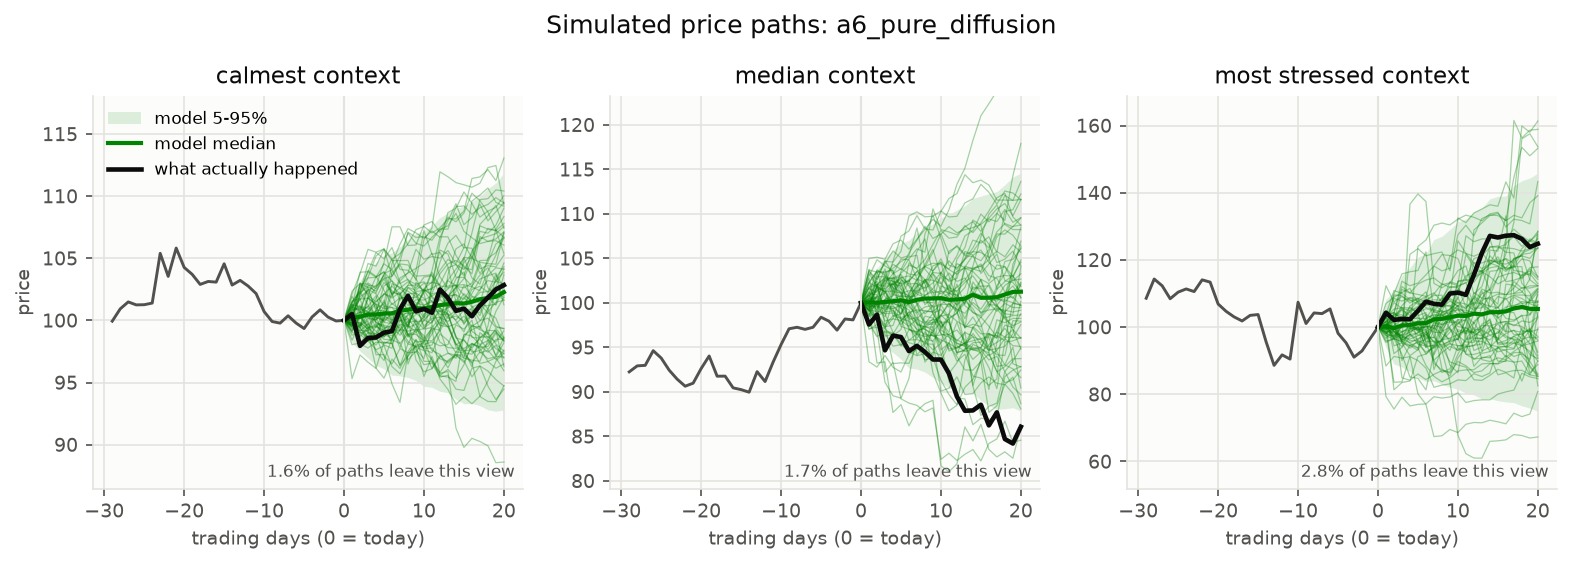 Simulated price paths: a6_pure_diffusion
calmest context
median context
most stressed context
model 5-95%
model median
what actually happened
price
115
110
105
100
95
90
1.6% of paths leave this view
−30 −20 −10 0 10 20
trading days (0 = today)
price
120
115
110
105
100
95
90
85
80
1.7% of paths leave this view
−30 −20 −10 0 10 20
trading days (0 = today)
price
160
140
120
100
80
60
2.8% of paths leave this view
−30 −20 −10 0 10 20
trading days (0 = today)